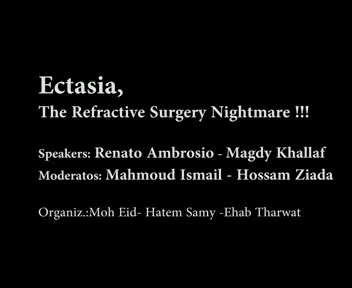 Ectasia,
The Refractive Surgery Nightmare !!!
Speakers: Renato Ambrosio - Magdy Khallaf
Moderatos: Mahmoud Ismail - Hossam Ziada
Organiz.:Moh Eid- Hatem Samy -Ehab Tharwat